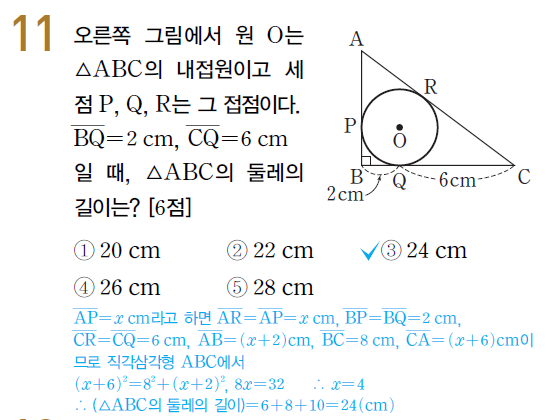 11 오른쪽 그림에서 원 O는
△ABC의 내접원이고 세
점 P, Q, R는 그 접점이다.
BQ=2 cm, CQ=6 cm
일 때, △ABC의 둘레의
길이는? [6점]
A
R
P
O
B
Q
C
2cm
6cm
① 20 cm ② 22 cm ③ 24 cm
④ 26 cm ⑤ 28 cm
AP=x cm라고 하면 AR=AP=x cm, BP=BQ=2 cm,
CR=CQ=6 cm, AB=(x+2)cm, BC=8 cm, CA=(x+6)cm이
므로 직각삼각형 ABC에서
(x+6)²=8²+(x+2)², 8x=32 ∴ x=4
∴ (△ABC의 둘레의 길이)=6+8+10=24(cm)